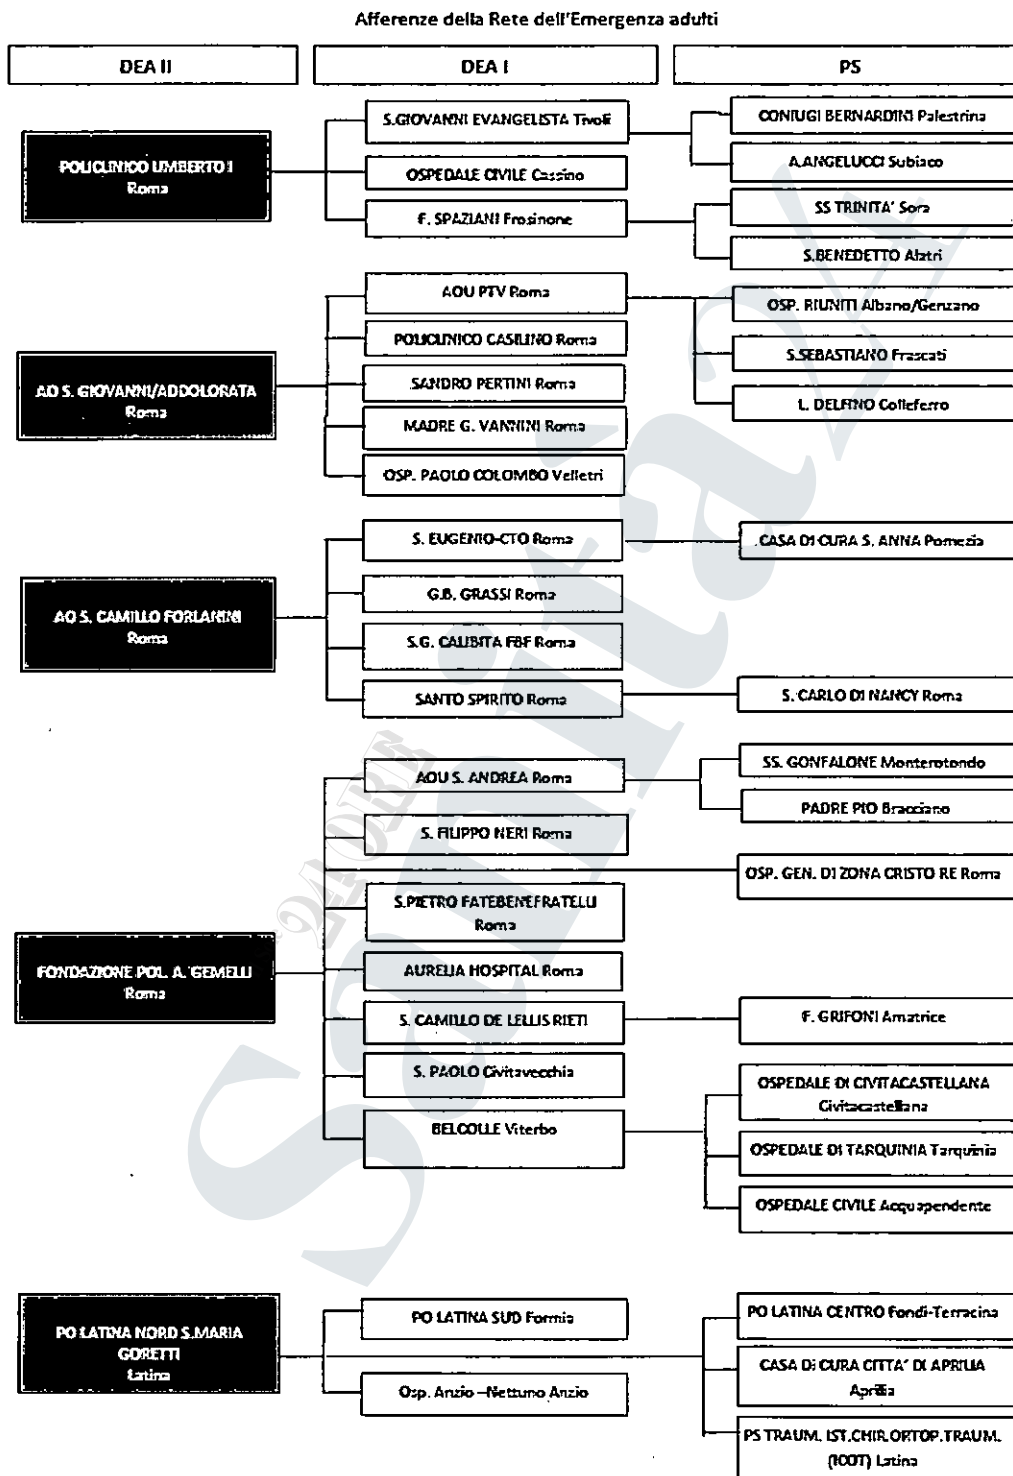 Afferenze della Rete dell'Emergenza adulti
DEA II
DEA I
PS
POLICLINICO UMBERTO I
Roma
S.GIOVANNI EVANGELISTA Tivoli
OSPEDALE CIVILE Cassino
F. SPAZIANI Frosinone
CONIUGI BERNARDINI Palestrina
A.ANGELUCCI Subiaco
SS TRINITA' Sora
S.BENEDETTO Alatri
AO S. GIOVANNI/ADDOLORATA
Roma
AOU PTV Roma
POLICLINICO CASILINO Roma
SANDRO PERTINI Roma
MADRE G. VANNINI Roma
OSP. PAOLO COLOMBO Velletri
OSP. RIUNITI Albano/Genzano
S.SEBASTIANO Frascati
L. DELFINO Colleferro
AO S. CAMILLO FORLANINI
Roma
S. EUGENIO-CTO Roma
G.B. GRASSI Roma
S.G. CALIBITA FBF Roma
SANTO SPIRITO Roma
CASA DI CURA S. ANNA Pomezia
S. CARLO DI NANCY Roma
FONDAZIONE POL. A. GEMELLI
Roma
AOU S. ANDREA Roma
S. FILIPPO NERI Roma
S.PIETRO FATEBENEFRATELLI
Roma
AURELIA HOSPITAL Roma
S. CAMILLO DE LELLIS RIETI
S. PAOLO Civitavecchia
BELCOLLE Viterbo
SS. GONFALONE Monterotondo
PADRE PIO Bracciano
OSP. GEN. DI ZONA CRISTO RE Roma
F. GRIFONI Amatrice
OSPEDALE DI CIVITACASTELLANA
Civitacastellana
OSPEDALE DI TARQUINIA Tarquinia
OSPEDALE CIVILE Acquapendente
PO LATINA NORD S.MARIA
GORETTI
Latina
PO LATINA SUD Formia
Osp. Anzio –Nettuno Anzio
PO LATINA CENTRO Fondi-Terracina
CASA DI CURA CITTA' DI APRILIA
Aprilia
PS TRAUM. IST.CHIR.ORTOP.TRAUM.
(ICOT) Latina
Sanità24
24 ORE